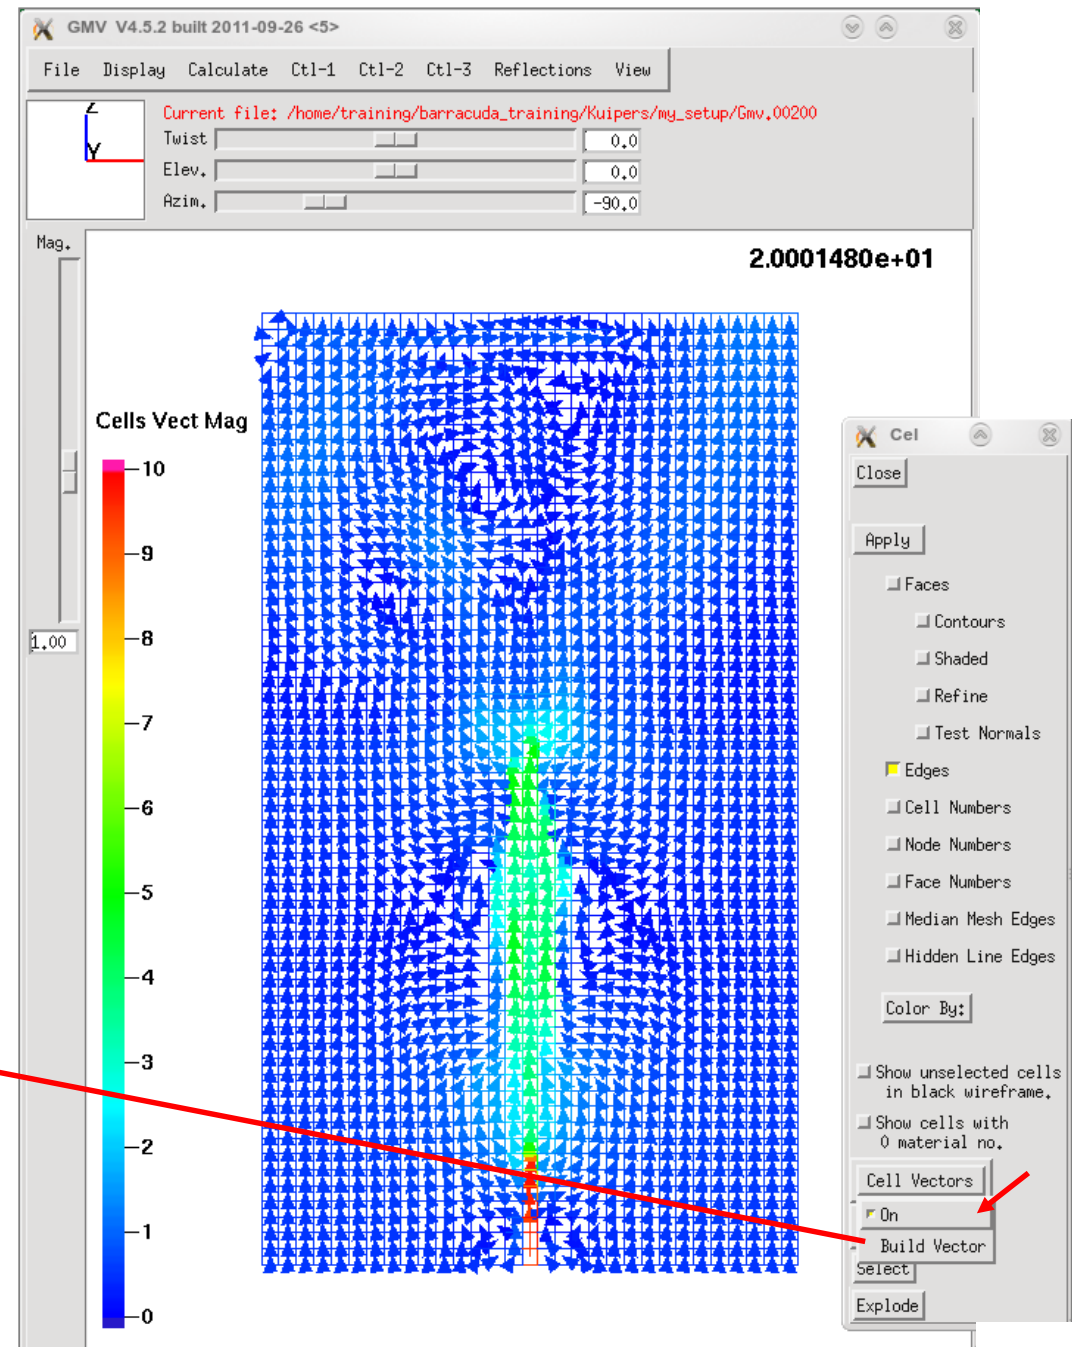 GMV V4.5.2 built 2011-09-26 <5>
File Display Calculate Ctl-1 Ctl-2 Ctl-3 Reflections View
Z
Y
Current file: /home/training/barracuda_training/Kuipers/my_setup/Gmv.00200
Twist 0.0
Elev. 0.0
Azim. -90.0
Mag.
1.00
2.0001480e+01
Cells Vect Mag
10
9
8
7
6
5
4
3
2
1
0
Cel
Close
Apply
Faces
Contours
Shaded
Refine
Test Normals
Edges
Cell Numbers
Node Numbers
Face Numbers
Median Mesh Edges
Hidden Line Edges
Color By:
Show unselected cells
in black wireframe.
Show cells with
0 material no.
Cell Vectors
On
Build Vector
Select
Explode